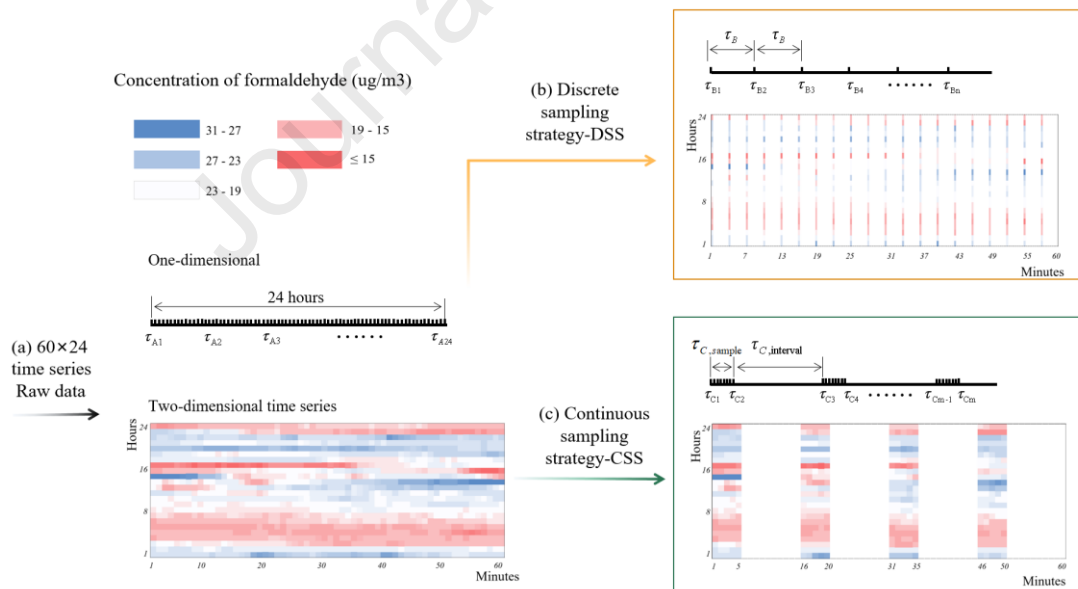 Journa
Concentration of formaldehyde (ug/m3)
31 - 27
19 - 15
27 - 23
≤ 15
23 - 19
One-dimensional
24 hours
τA1 τA2 τA3 ...... τA24
(a) 60×24
time series
Raw data
Two-dimensional time series
Hours
24
16
8
1
1 10 20 30 40 50 60
Minutes
(b) Discrete
sampling
strategy-DSS
τB τB
τB1 τB2 τB3 τB4 ...... τBn
Hours
24
16
8
1
1 7 13 19 25 31 37 43 49 55 60
Minutes
(c) Continuous
sampling
strategy-CSS
τC,sample τC,interval
τC1 τC2 τC3 τC4 ...... τCm-1 τCm
Hours
24
16
8
1
1 5 16 20 31 35 46 50 60
Minutes